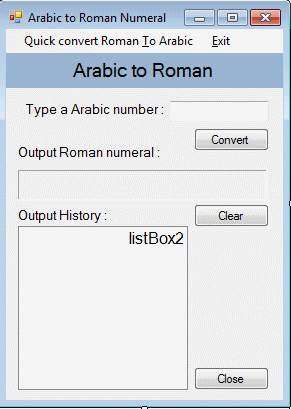 Arabic to Roman Numeral
Quick convert Roman To Arabic Exit
Arabic to Roman
Type a Arabic number :
Convert
Output Roman numeral :
Output History :
Clear
listBox2
Close